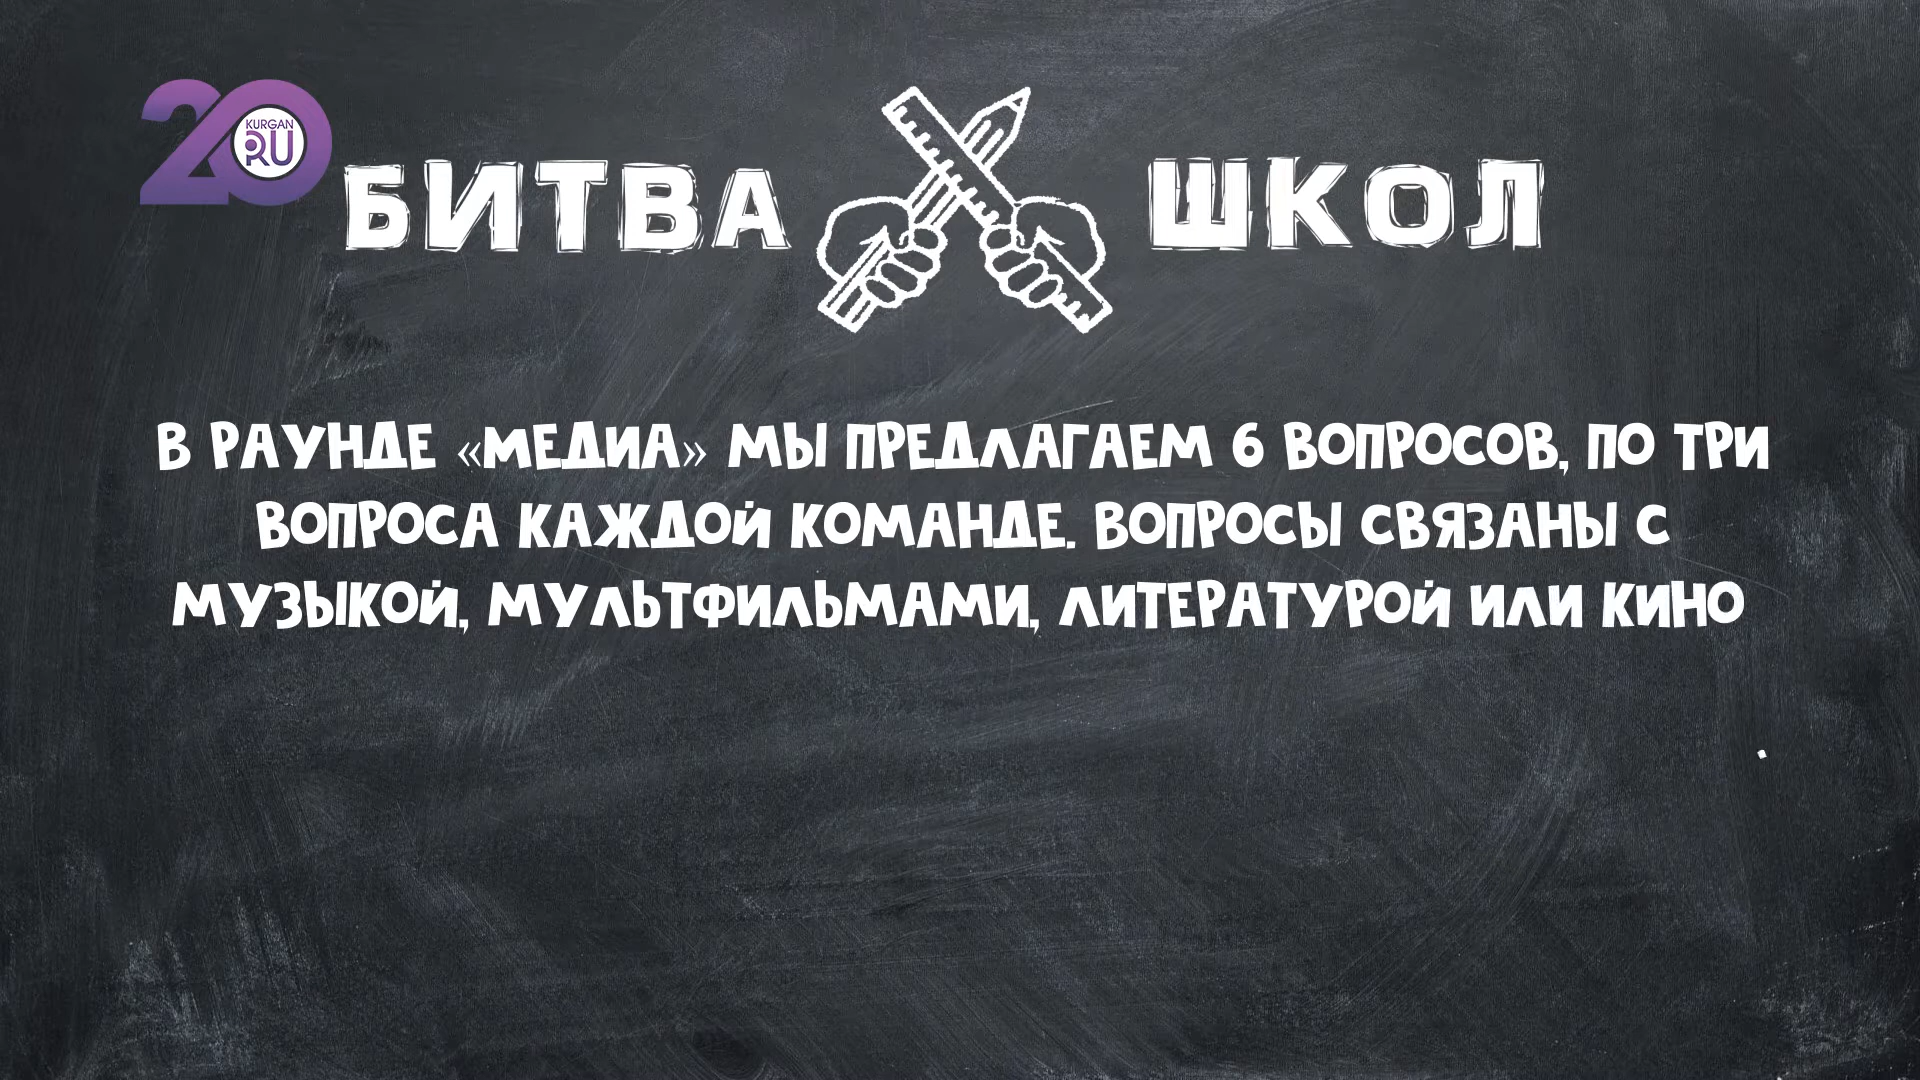 20
KURGAN
RU
БИТВА ШКОЛ
В РАУНДЕ «МЕДИА» МЫ ПРЕДЛАГАЕМ 6 ВОПРОСОВ, ПО ТРИ
ВОПРОСА КАЖДОЙ КОМАНДЕ. ВОПРОСЫ СВЯЗАНЫ С
МУЗЫКОЙ, МУЛЬТФИЛЬМАМИ, ЛИТЕРАТУРОЙ ИЛИ КИНО
.